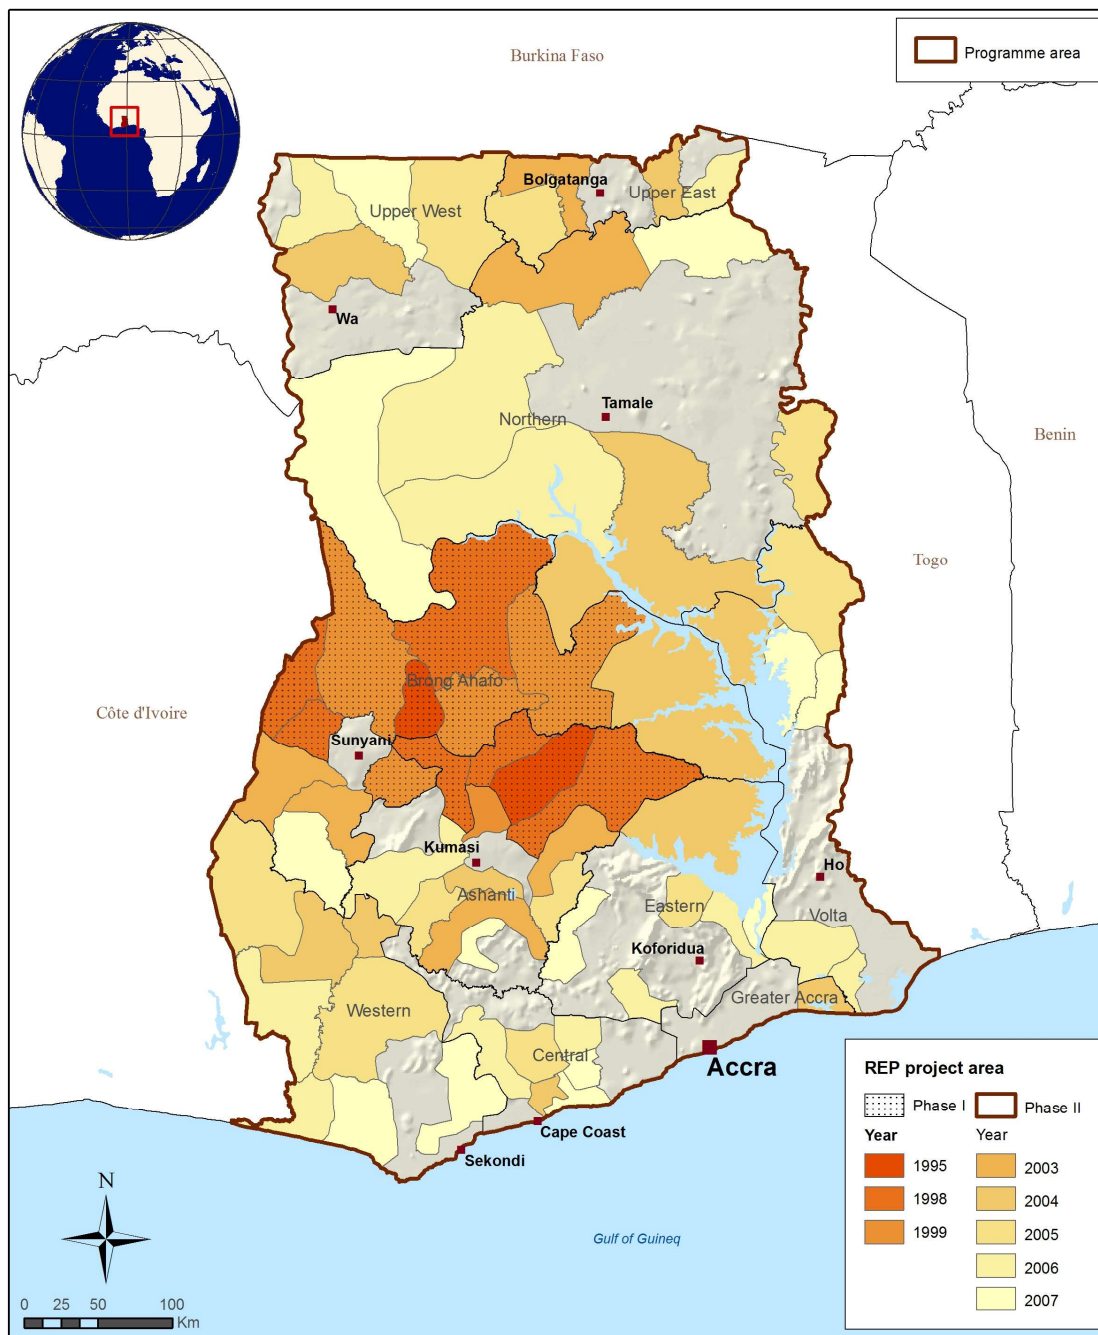 Burkina Faso
Programme area
Bolgatanga
Upper East
Upper West
Wa
Tamale
Northern
Benin
Togo
Côte d'Ivoire
Brong Ahafo
Sunyani
Kumasi
Ashanti
Ho
Eastern
Volta
Koforidua
Greater Accra
Western
Central
Accra
Cape Coast
Sekondi
Gulf of Guineq
N
0 25 50 100
Km
REP project area
Phase I Phase II
Year Year
1995 2003
1998 2004
1999 2005
2006
2007